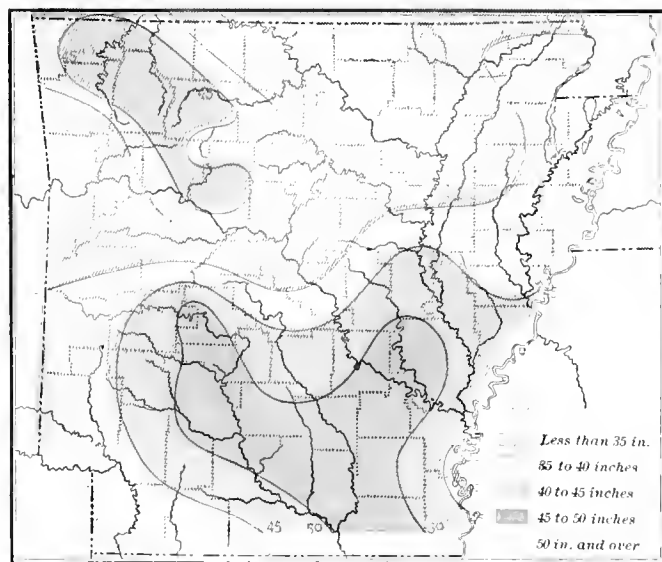 45
Less than 35 in.
35 to 40 inches
40 to 45 inches
45 to 50 inches
50 in. and over
45 50 50